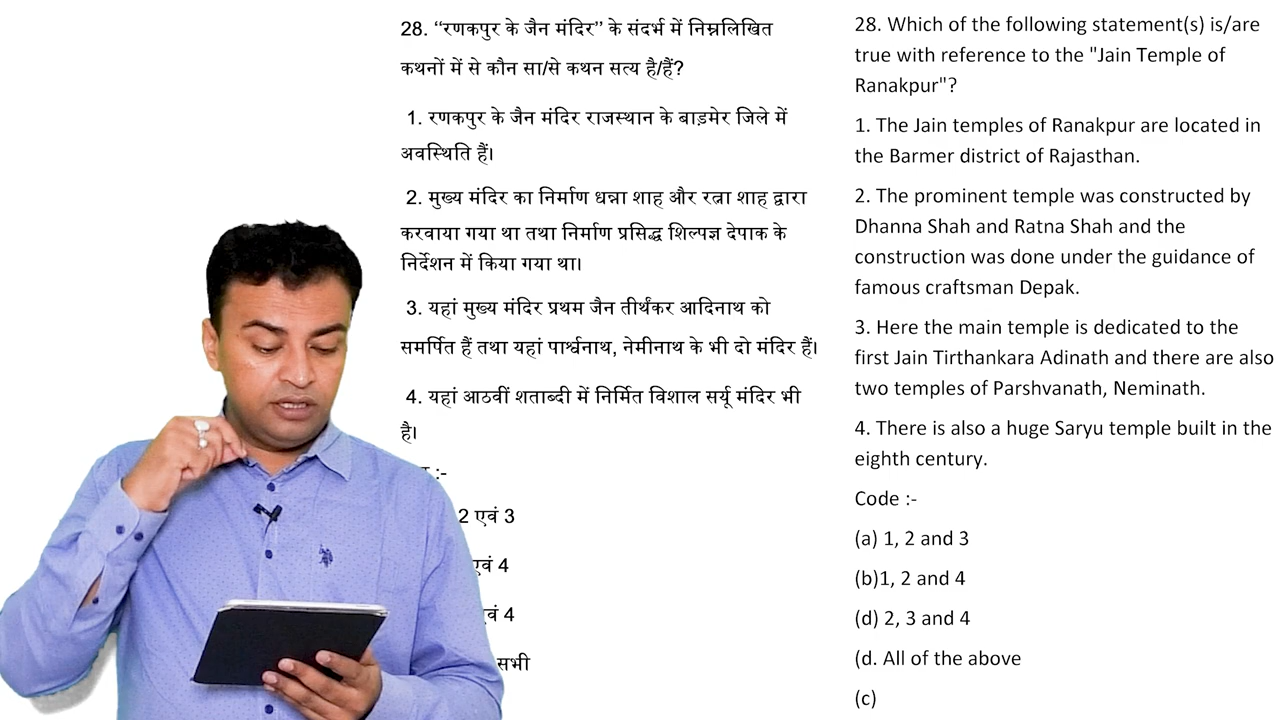 28. ‘‘रणकपुर के जैन मंदिर’’ के संदर्भ में निम्नलिखित
कथनों में से कौन सा/से कथन सत्य है/हैं?
1. रणकपुर के जैन मंदिर राजस्थान के बाड़मेर जिले में
अवस्थिति हैं।
2. मुख्य मंदिर का निर्माण धन्ना शाह और रत्ना शाह द्वारा
करवाया गया था तथा निर्माण प्रसिद्ध शिल्पज्ञ देपाक के
निर्देशन में किया गया था।
3. यहां मुख्य मंदिर प्रथम जैन तीर्थंकर आदिनाथ को
समर्पित हैं तथा यहां पार्श्वनाथ, नेमीनाथ के भी दो मंदिर हैं।
4. यहां आठवीं शताब्दी में निर्मित विशाल सर्यू मंदिर भी
है।
:-
2 एवं 3
एवं 4
एवं 4
सभी
28. Which of the following statement(s) is/are
true with reference to the "Jain Temple of
Ranakpur"?
1. The Jain temples of Ranakpur are located in
the Barmer district of Rajasthan.
2. The prominent temple was constructed by
Dhanna Shah and Ratna Shah and the
construction was done under the guidance of
famous craftsman Depak.
3. Here the main temple is dedicated to the
first Jain Tirthankara Adinath and there are also
two temples of Parshvanath, Neminath.
4. There is also a huge Saryu temple built in the
eighth century.
Code :-
(a) 1, 2 and 3
(b)1, 2 and 4
(d) 2, 3 and 4
(d. All of the above
(c)